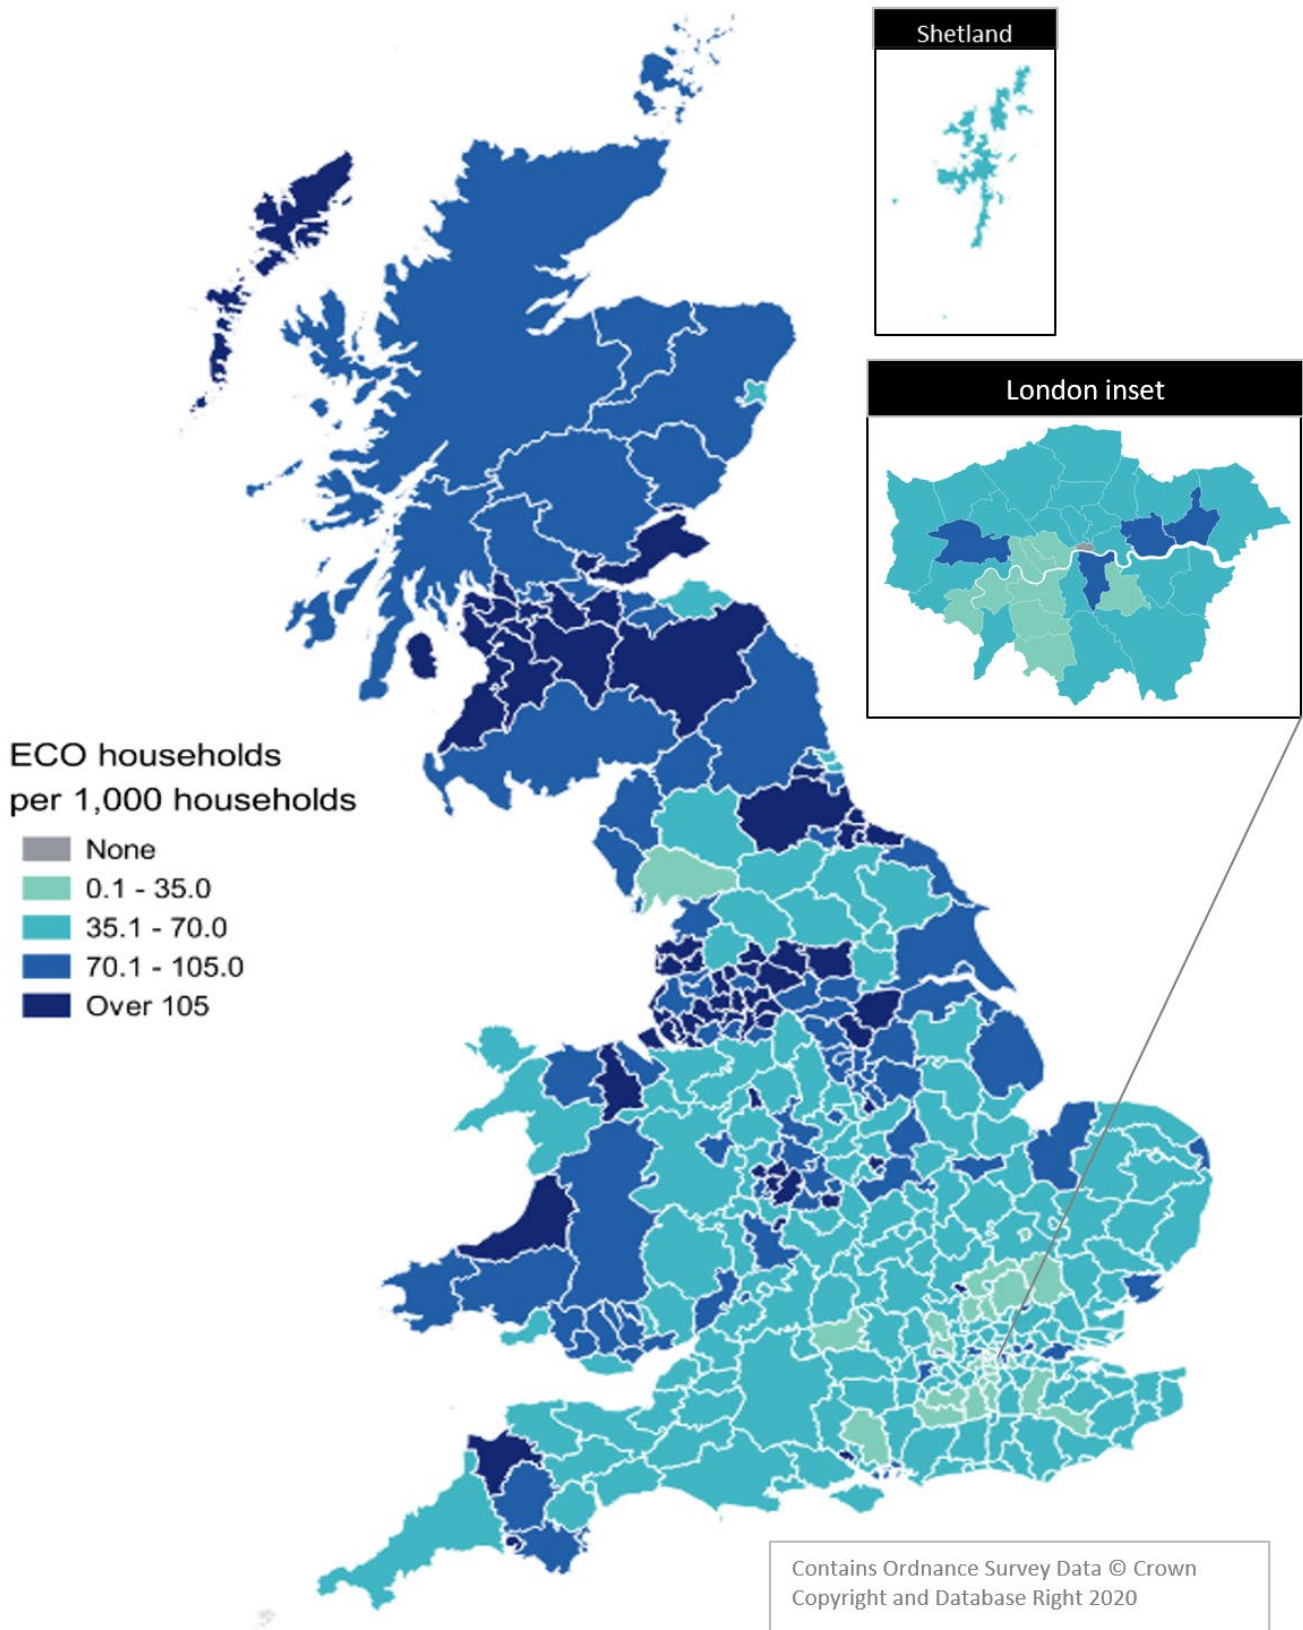 Shetland
London inset
ECO households
per 1,000 households
None
0.1 - 35.0
35.1 - 70.0
70.1 - 105.0
Over 105
Contains Ordnance Survey Data © Crown
Copyright and Database Right 2020